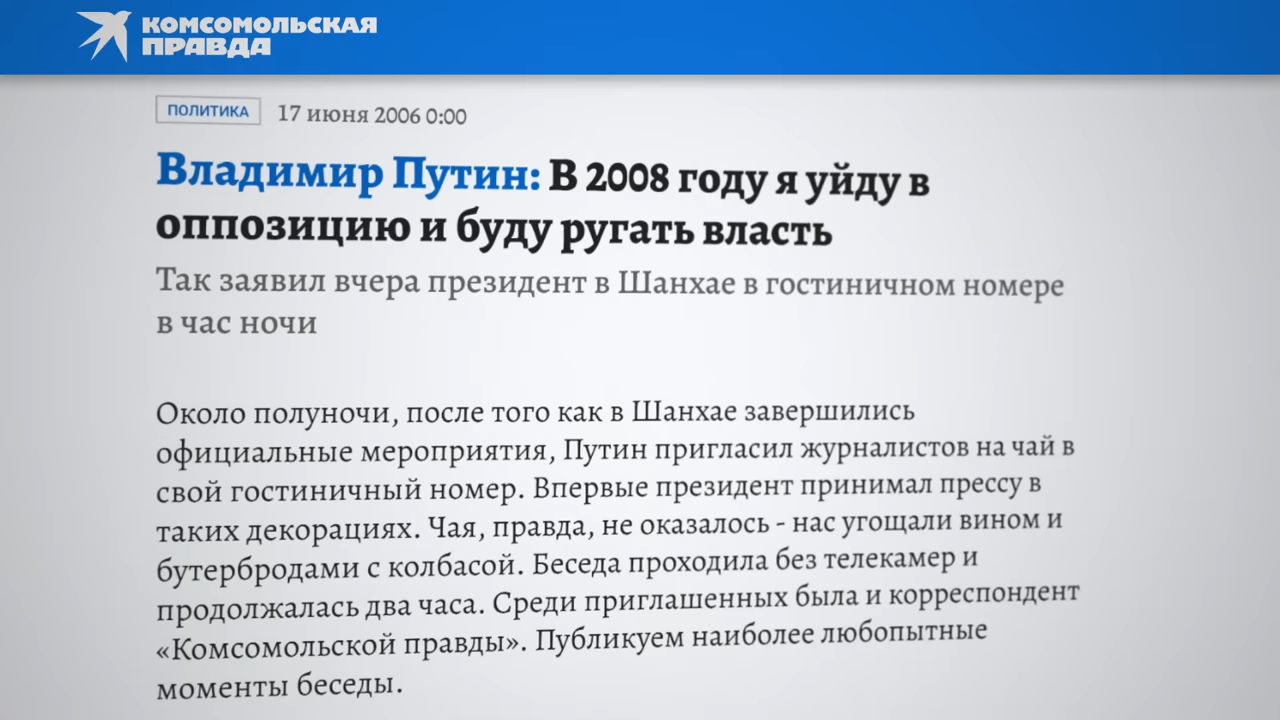 КОМСОМОЛЬСКАЯ
ПРАВДА
ПОЛИТИКА 17 июня 2006 0:00
Владимир Путин: В 2008 году я уйду в
оппозицию и буду ругать власть
Так заявил вчера президент в Шанхае в гостиничном номере
в час ночи
Около полуночи, после того как в Шанхае завершились
официальные мероприятия, Путин пригласил журналистов на чай в
свой гостиничный номер. Впервые президент принимал прессу в
таких декорациях. Чая, правда, не оказалось - нас угощали вином и
бутербродами с колбасой. Беседа проходила без телекамер и
продолжалась два часа. Среди приглашенных была и корреспондент
«Комсомольской правды». Публикуем наиболее любопытные
моменты беседы.